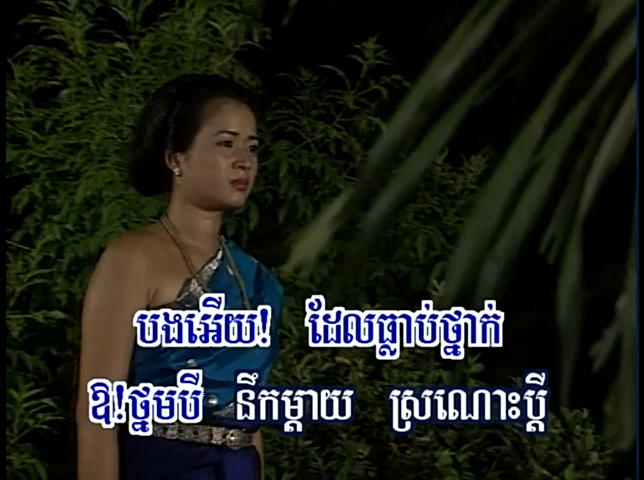 បងអើយ! ដែលធ្លាប់ថ្នាក់
ឱ!ថ្នមបី នឹកម្ដាយ ស្រណោះប្ដី